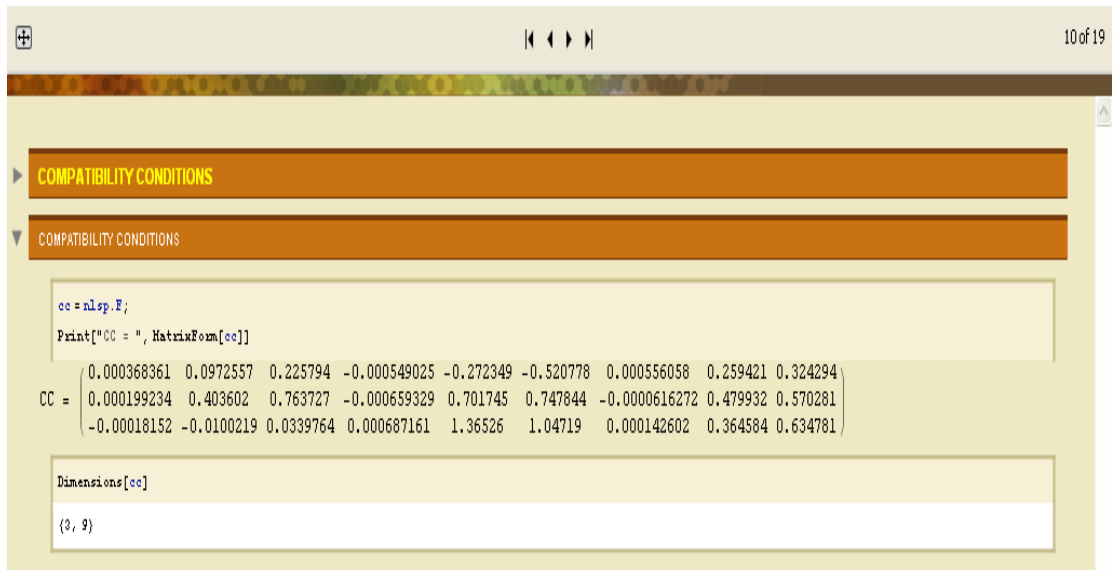 10 of 19
COMPATIBILITY CONDITIONS
COMPATIBILITY CONDITIONS
cc = nlsp.F;
Print["CC = ", MatrixForm[cc]]
0.000368361 0.0972557 0.225794 -0.000549025 -0.272349 -0.520778 0.000556058 0.259421 0.324294
CC = 0.000199234 0.403602 0.763727 -0.000659329 0.701745 0.747844 -0.0000616272 0.479932 0.570281
-0.00018152 -0.0100219 0.0339764 0.000687161 1.36526 1.04719 0.000142602 0.364584 0.634781
Dimensions[cc]
{3, 9}